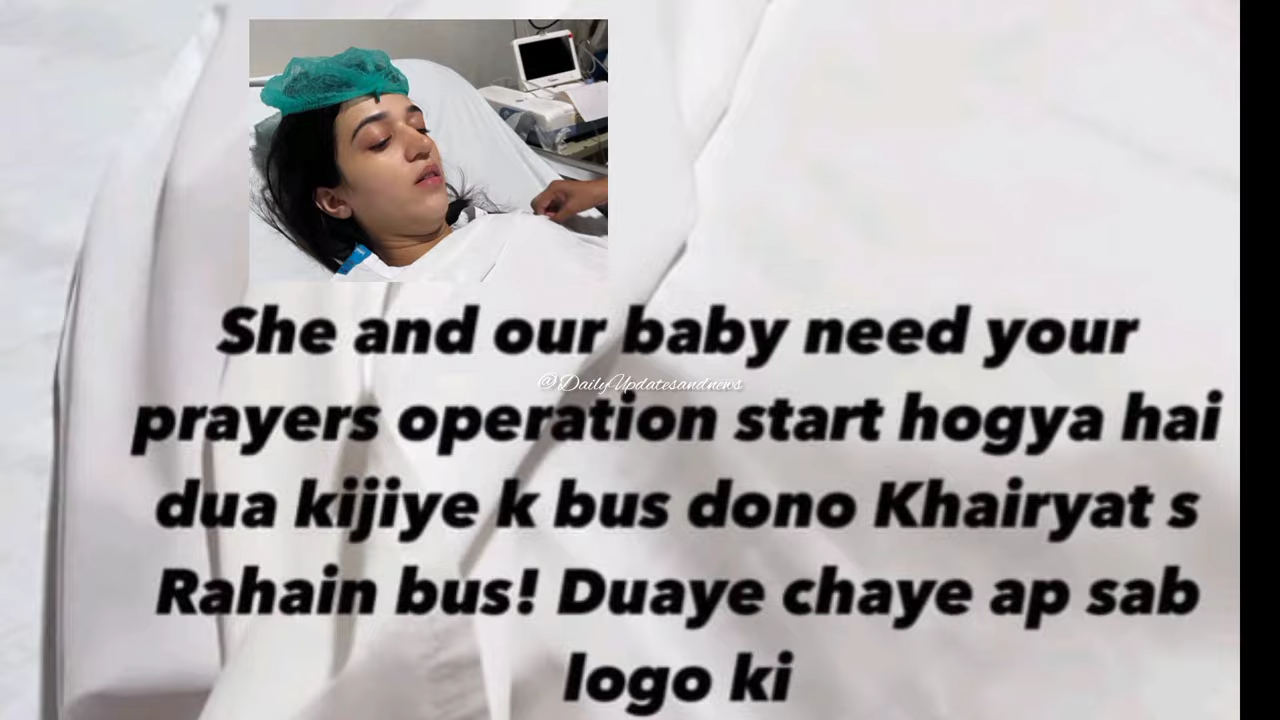 She and our baby need your
@DailyUpdatesandnews
prayers operation start hogya hai
dua kijiye k bus dono Khairyat s
Rahain bus! Duaye chaye ap sab
logo ki